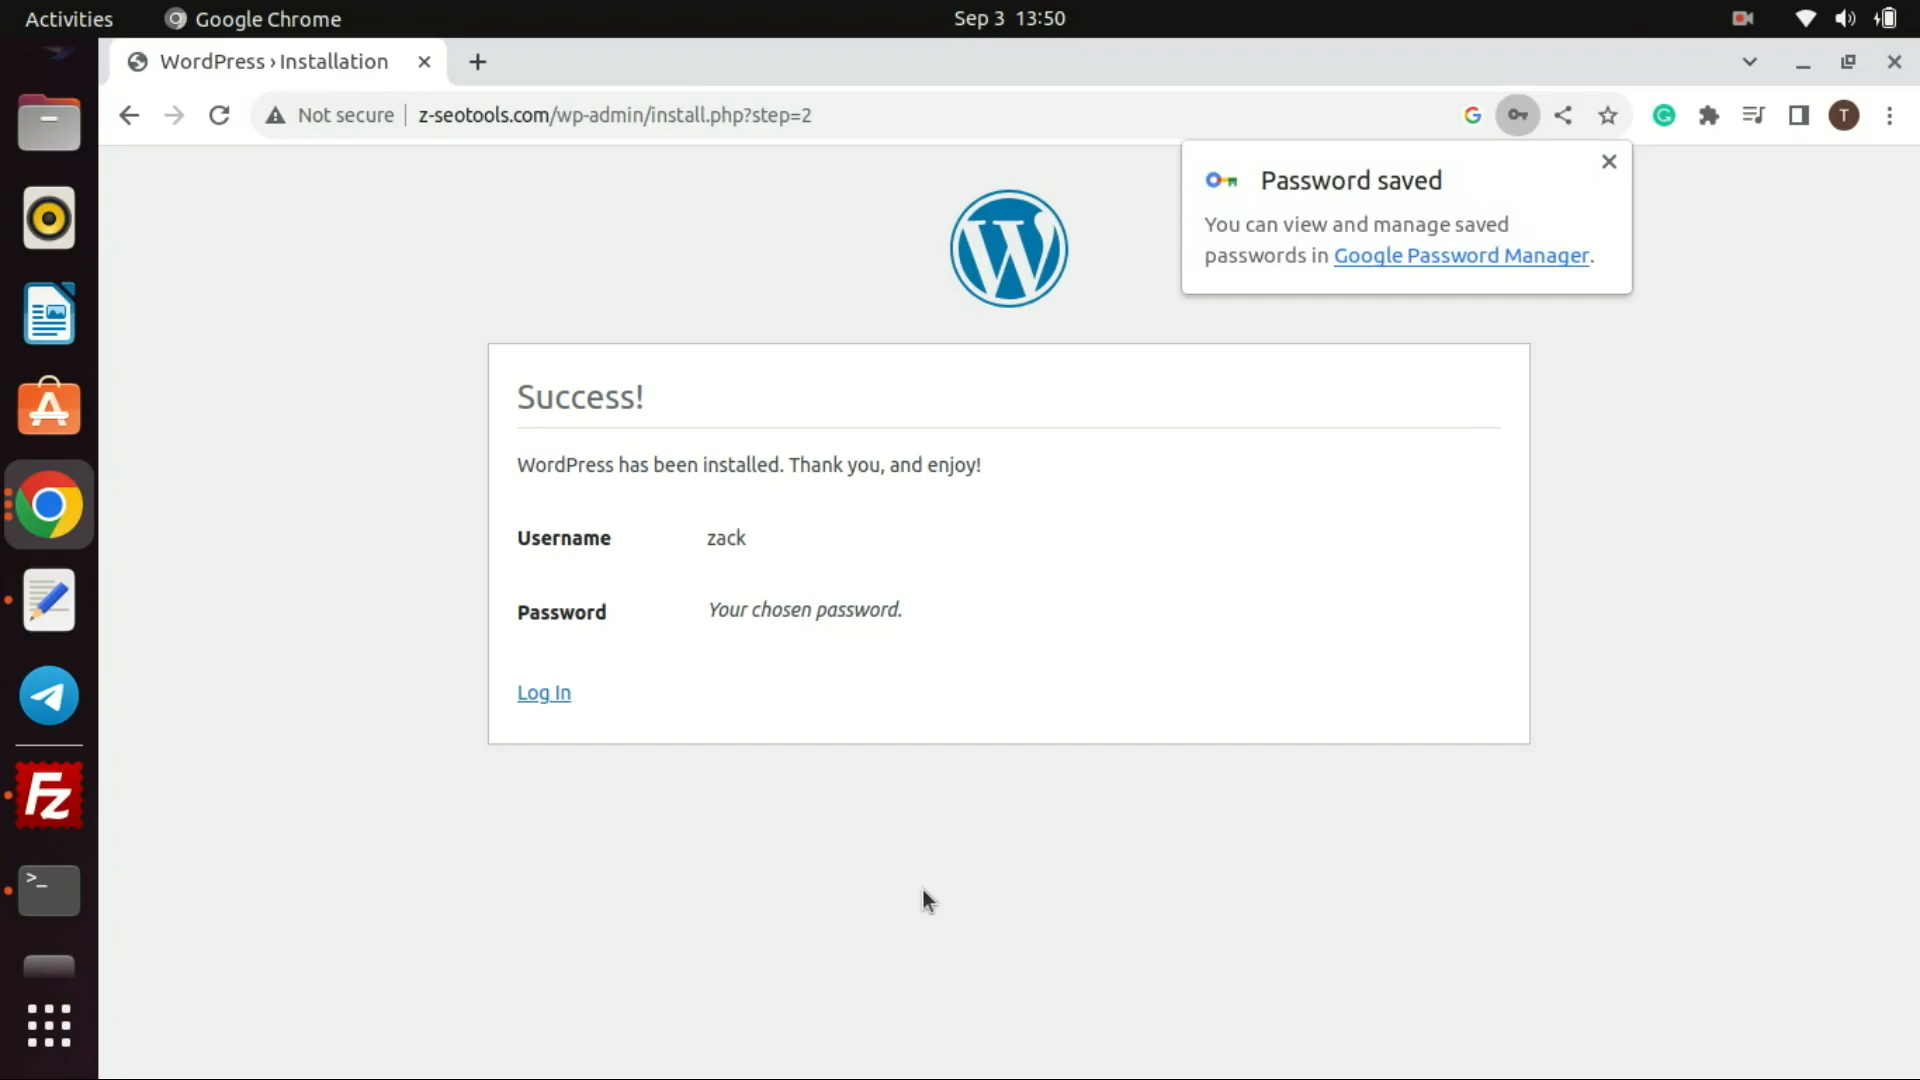 Activities
Google Chrome
Sep 3 13:50
WordPress › Installation
Not secure
z-seotools.com/wp-admin/install.php?step=2
T
Password saved
You can view and manage saved
passwords in Google Password Manager.
Success!
WordPress has been installed. Thank you, and enjoy!
Username zack
Password Your chosen password.
Log In
Fz
>_